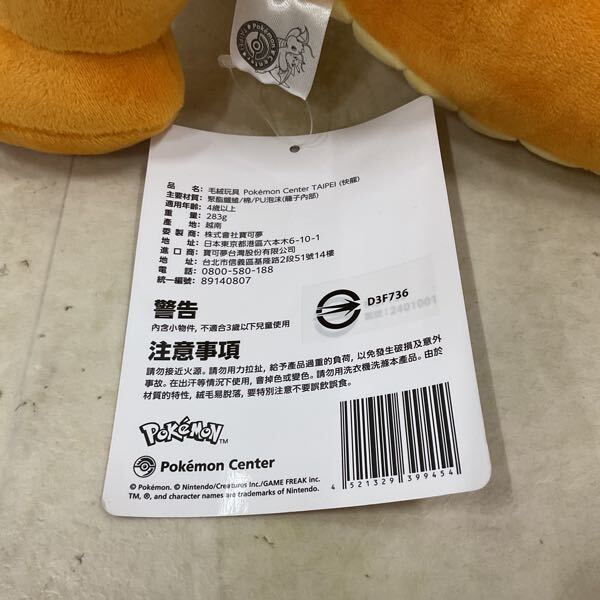 Pokémon
Center
TAIPEI
品　　名：毛絨玩具 Pokémon Center TAIPEI (快龍)
主要材質：聚酯纖維/棉/PU泡沫(籠子內部)
適用年齡：4歲以上
重　　量：283g
產　　地：越南
委 製 商：株式會社寶可夢
地　　址：日本東京都港區六本木6-10-1
進 口 商：寶可夢台灣股份有限公司
地　　址：台北市信義區基隆路2段51號14樓
電　　話：0800-580-188
統一編號：89140807
警告
內含小物件, 不適合3歲以下兒童使用
D3F736
2401001
注意事項
請勿接近火源。請勿用力拉扯, 給予產品過重的負荷, 以免發生破損及意外
事故。在出汗等情況下使用, 會掉色或變色。請勿用洗衣機洗滌本產品。由於
材質的特性, 絨毛易脫落, 要特別注意不要誤飲誤食。
POKÉMON™
Pokémon Center
© Pokémon. © Nintendo/Creatures Inc./GAME FREAK inc.
TM, ®, and character names are trademarks of Nintendo.
4 521329 399454